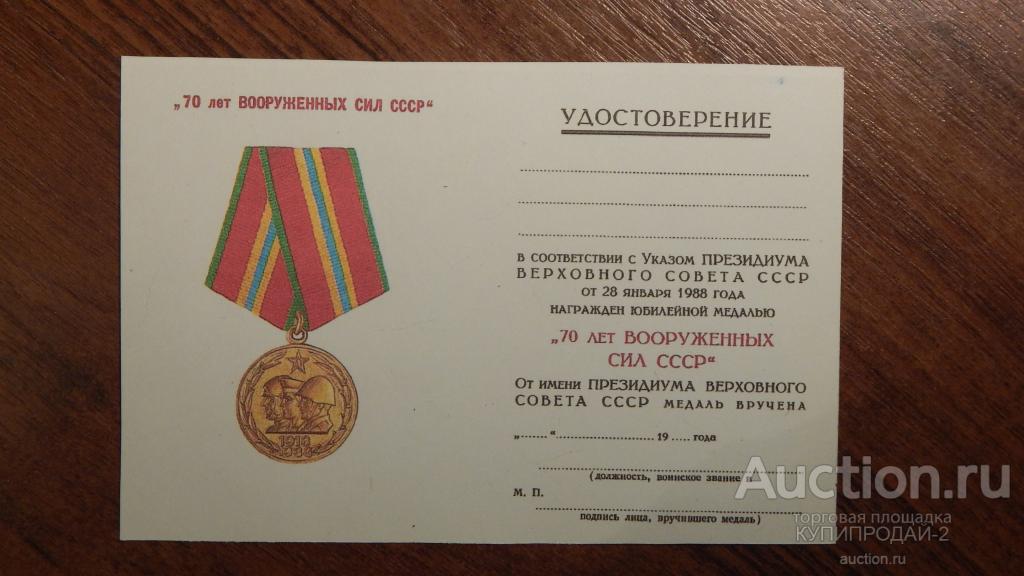 „70 лет ВООРУЖЕННЫХ СИЛ СССР“
1918
1988
УДОСТОВЕРЕНИЕ
в соответствии с Указом ПРЕЗИДИУМА
ВЕРХОВНОГО СОВЕТА СССР
от 28 января 1988 года
награжден юбилейной медалью
„70 лет ВООРУЖЕННЫХ
СИЛ СССР“
От имени ПРЕЗИДИУМА ВЕРХОВНОГО
СОВЕТА СССР медаль вручена
„.......“........................ 19 ..... года
(должность, воинское звание и
М. П.
подпись лица, вручившего медаль)
Auction.ru
торговая площадка
КУПИПРОДАЙ-2
auction.ru